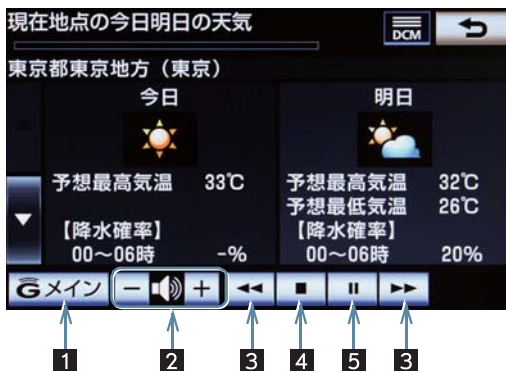 現在地点の今日明日の天気
DCM
東京都東京地方（東京）
今日 明日
予想最高気温 33℃ 予想最高気温 32℃
予想最低気温 26℃
【降水確率】 【降水確率】
00～06時 -% 00～06時 20%
G メイン － ＋
1 2 3 4 5 3